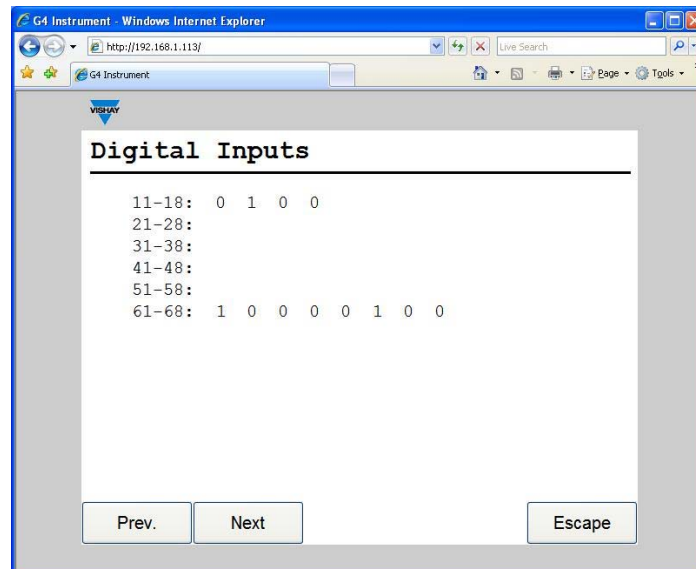 G4 Instrument - Windows Internet Explorer
http://192.168.1.113/
Live Search
G4 Instrument
Page
Tools
VISHAY
Digital Inputs
11-18: 0 1 0 0
21-28:
31-38:
41-48:
51-58:
61-68: 1 0 0 0 0 1 0 0
Prev. Next Escape